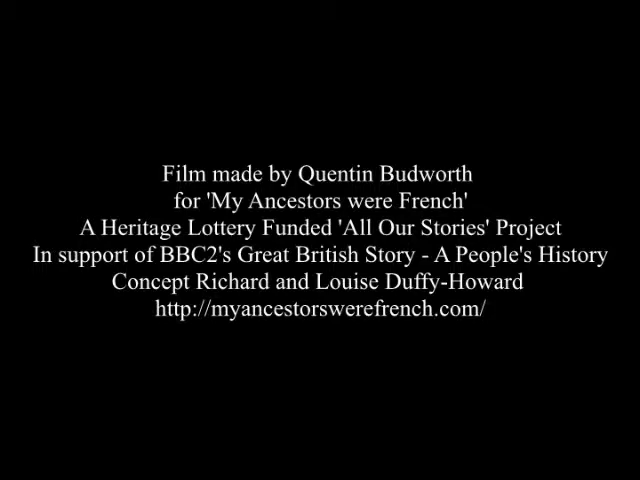 Film made by Quentin Budworth
for 'My Ancestors were French'
A Heritage Lottery Funded 'All Our Stories' Project
In support of BBC2's Great British Story - A People's History
Concept Richard and Louise Duffy-Howard
http://myancestorswerefrench.com/